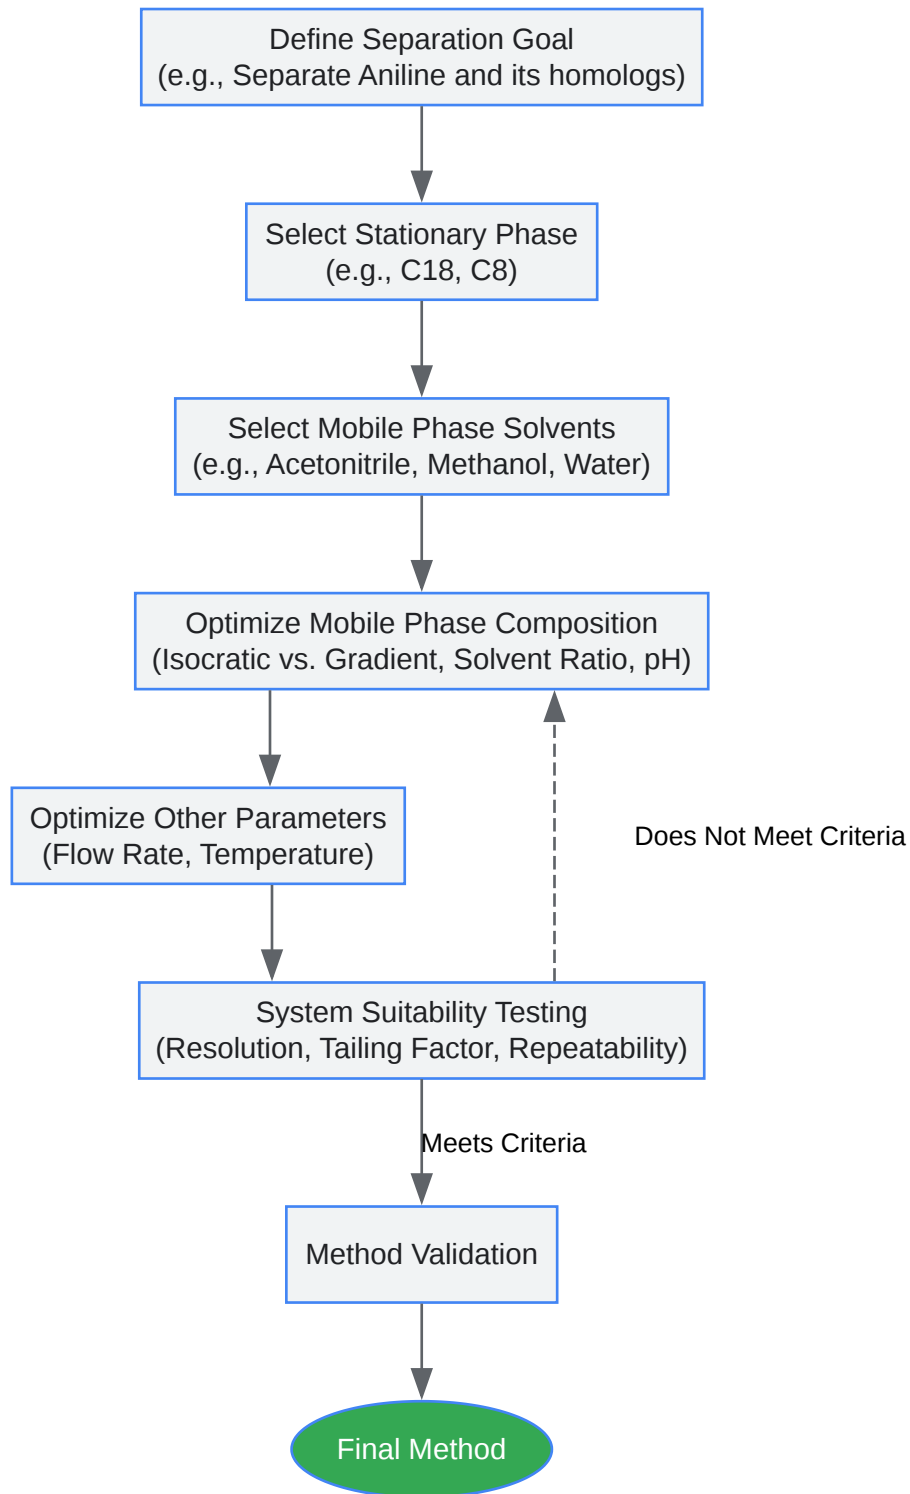 Define Separation Goal
(e.g., Separate Aniline and its homologs)
Select Stationary Phase
(e.g., C18, C8)
Select Mobile Phase Solvents
(e.g., Acetonitrile, Methanol, Water)
Optimize Mobile Phase Composition
(Isocratic vs. Gradient, Solvent Ratio, pH)
Optimize Other Parameters
(Flow Rate, Temperature)
Does Not Meet Criteria
System Suitability Testing
(Resolution, Tailing Factor, Repeatability)
Meets Criteria
Method Validation
Final Method